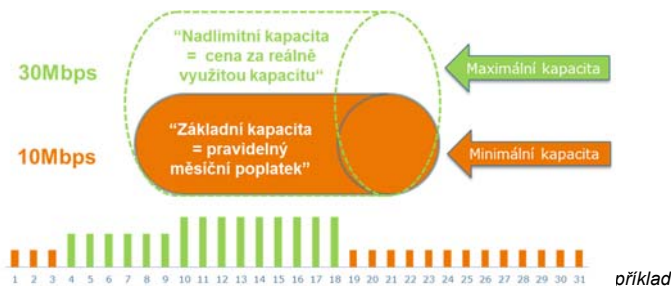 30Mbps
“Nadlimitní kapacita
= cena za reálně
využitou kapacitu“
Maximální kapacita
10Mbps
“Základní kapacita
= pravidelný
měsíční poplatek”
Minimální kapacita
1 2 3 4 5 6 7 8 9 10 11 12 13 14 15 16 17 18 19 20 21 22 23 24 25 26 27 28 29 30 31
příklad